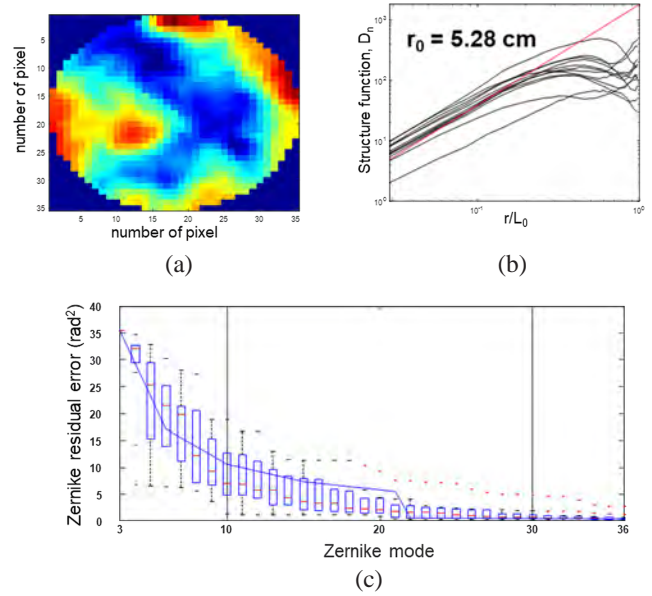 5
10
15
20
25
30
35
number of pixel
5 10 15 20 25 30 35
number of pixel
(a)
r0 = 5.28 cm
Structure function, Dn
10²
10²
10¹
10⁰
10⁻¹ 10⁰
r/L0
(b)
40
35
30
25
20
15
10
5
0
Zernike residual error (rad²)
3 10 20 30 36
Zernike mode
(c)